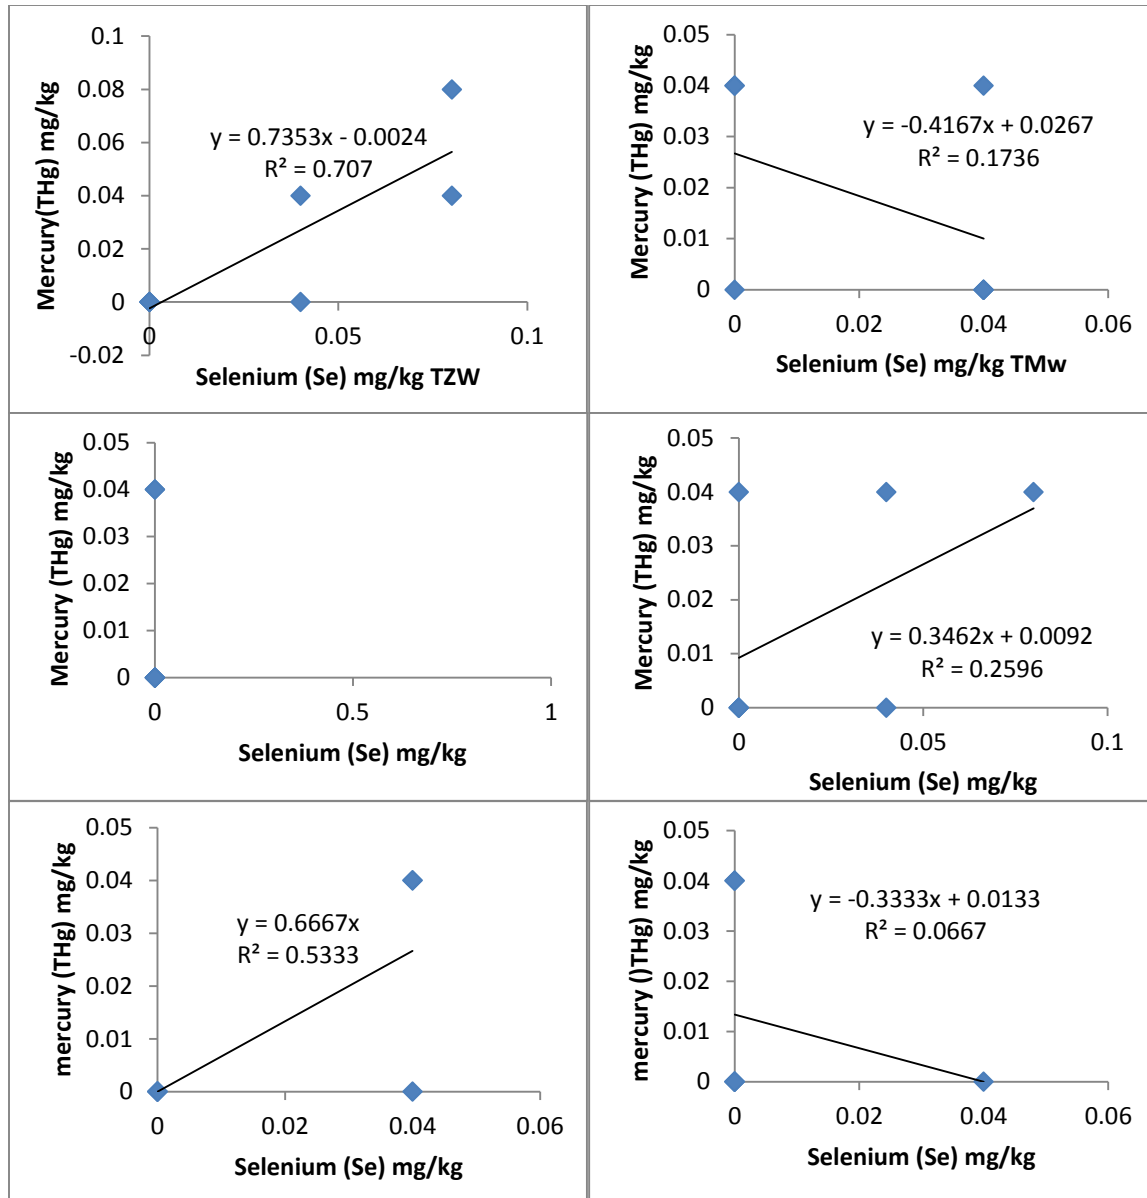 0.1
0.08
0.06
0.04
0.02
0
-0.02
Mercury(THg) mg/kg
y = 0.7353x - 0.0024
R² = 0.707
0 0.05 0.1
Selenium (Se) mg/kg TZW
0.05
0.04
0.03
0.02
0.01
0
Mercury (THg) mg/kg
y = -0.4167x + 0.0267
R² = 0.1736
0 0.02 0.04 0.06
Selenium (Se) mg/kg TMw
0.05
0.04
0.03
0.02
0.01
0
Mercury (THg) mg/kg
0 0.5 1
Selenium (Se) mg/kg
0.05
0.04
0.03
0.02
0.01
0
Mercury (THg) mg/kg
y = 0.3462x + 0.0092
R² = 0.2596
0 0.05 0.1
Selenium (Se) mg/kg
0.05
0.04
0.03
0.02
0.01
0
mercury (THg) mg/kg
y = 0.6667x
R² = 0.5333
0 0.02 0.04 0.06
Selenium (Se) mg/kg
0.05
0.04
0.03
0.02
0.01
0
mercury ()THg) mg/kg
y = -0.3333x + 0.0133
R² = 0.0667
0 0.02 0.04 0.06
Selenium (Se) mg/kg